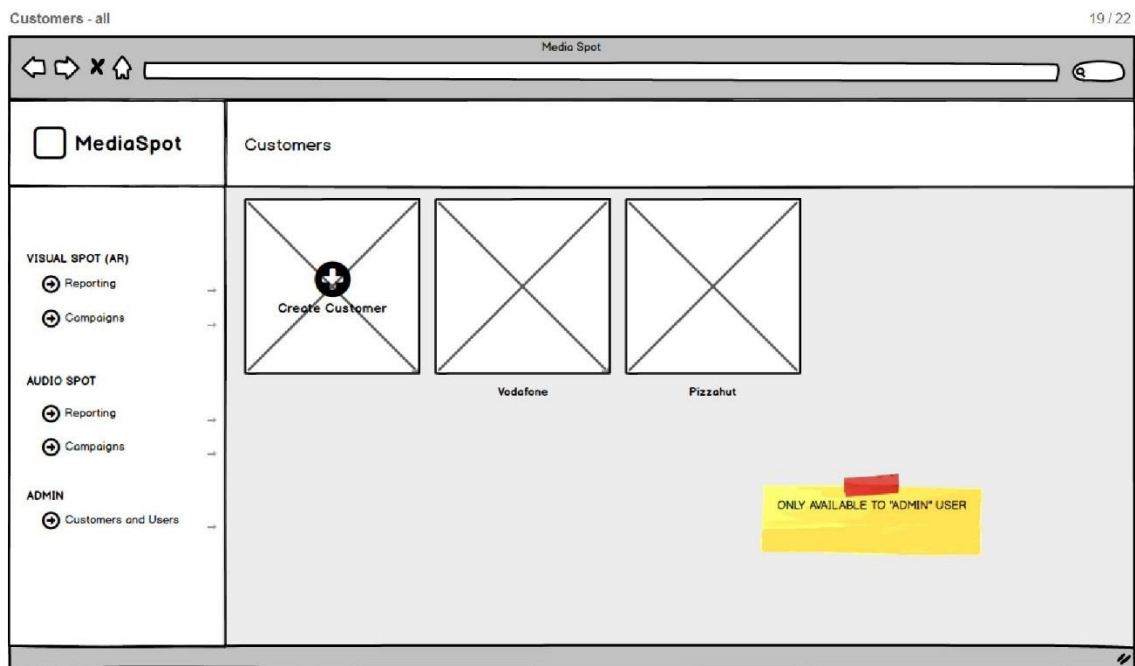 Customers - all
19 / 22
Media Spot
MediaSpot
Customers
VISUAL SPOT (AR)
Reporting
Campaigns
AUDIO SPOT
Reporting
Campaigns
ADMIN
Customers and Users
Create Customer
Vodafone
Pizzahut
ONLY AVAILABLE TO "ADMIN" USER